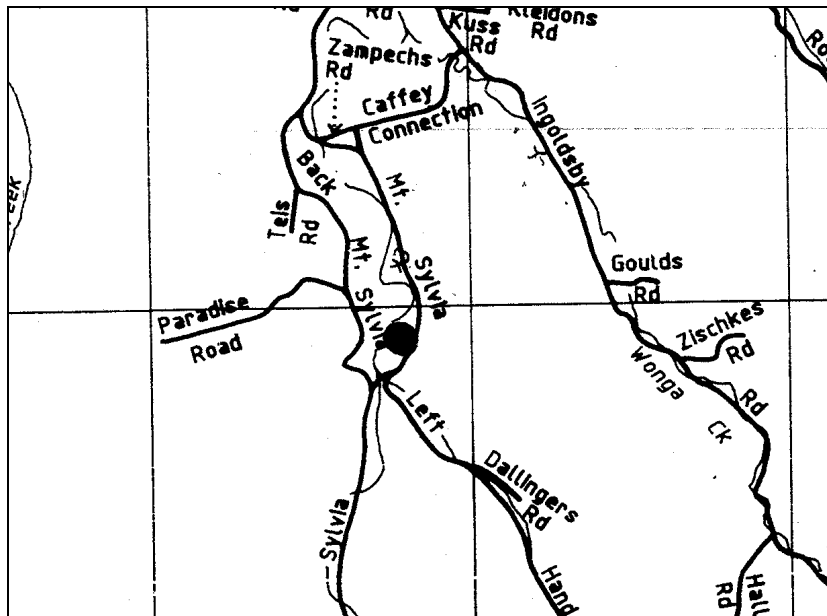 Rd
Kuss
Rd
Kleidons
Rd
Zampechs
Rd
Caffey
Connection
Ingoldsby
Back
Mt.
Tels
Rd
Mt.
Sylvia
Ck
Sylvia
Goulds
Rd
Paradise
Road
Zischkes
Rd
Wonga
Ck
Rd
Left
Dallingers
Rd
Sylvia
Hand
Rd